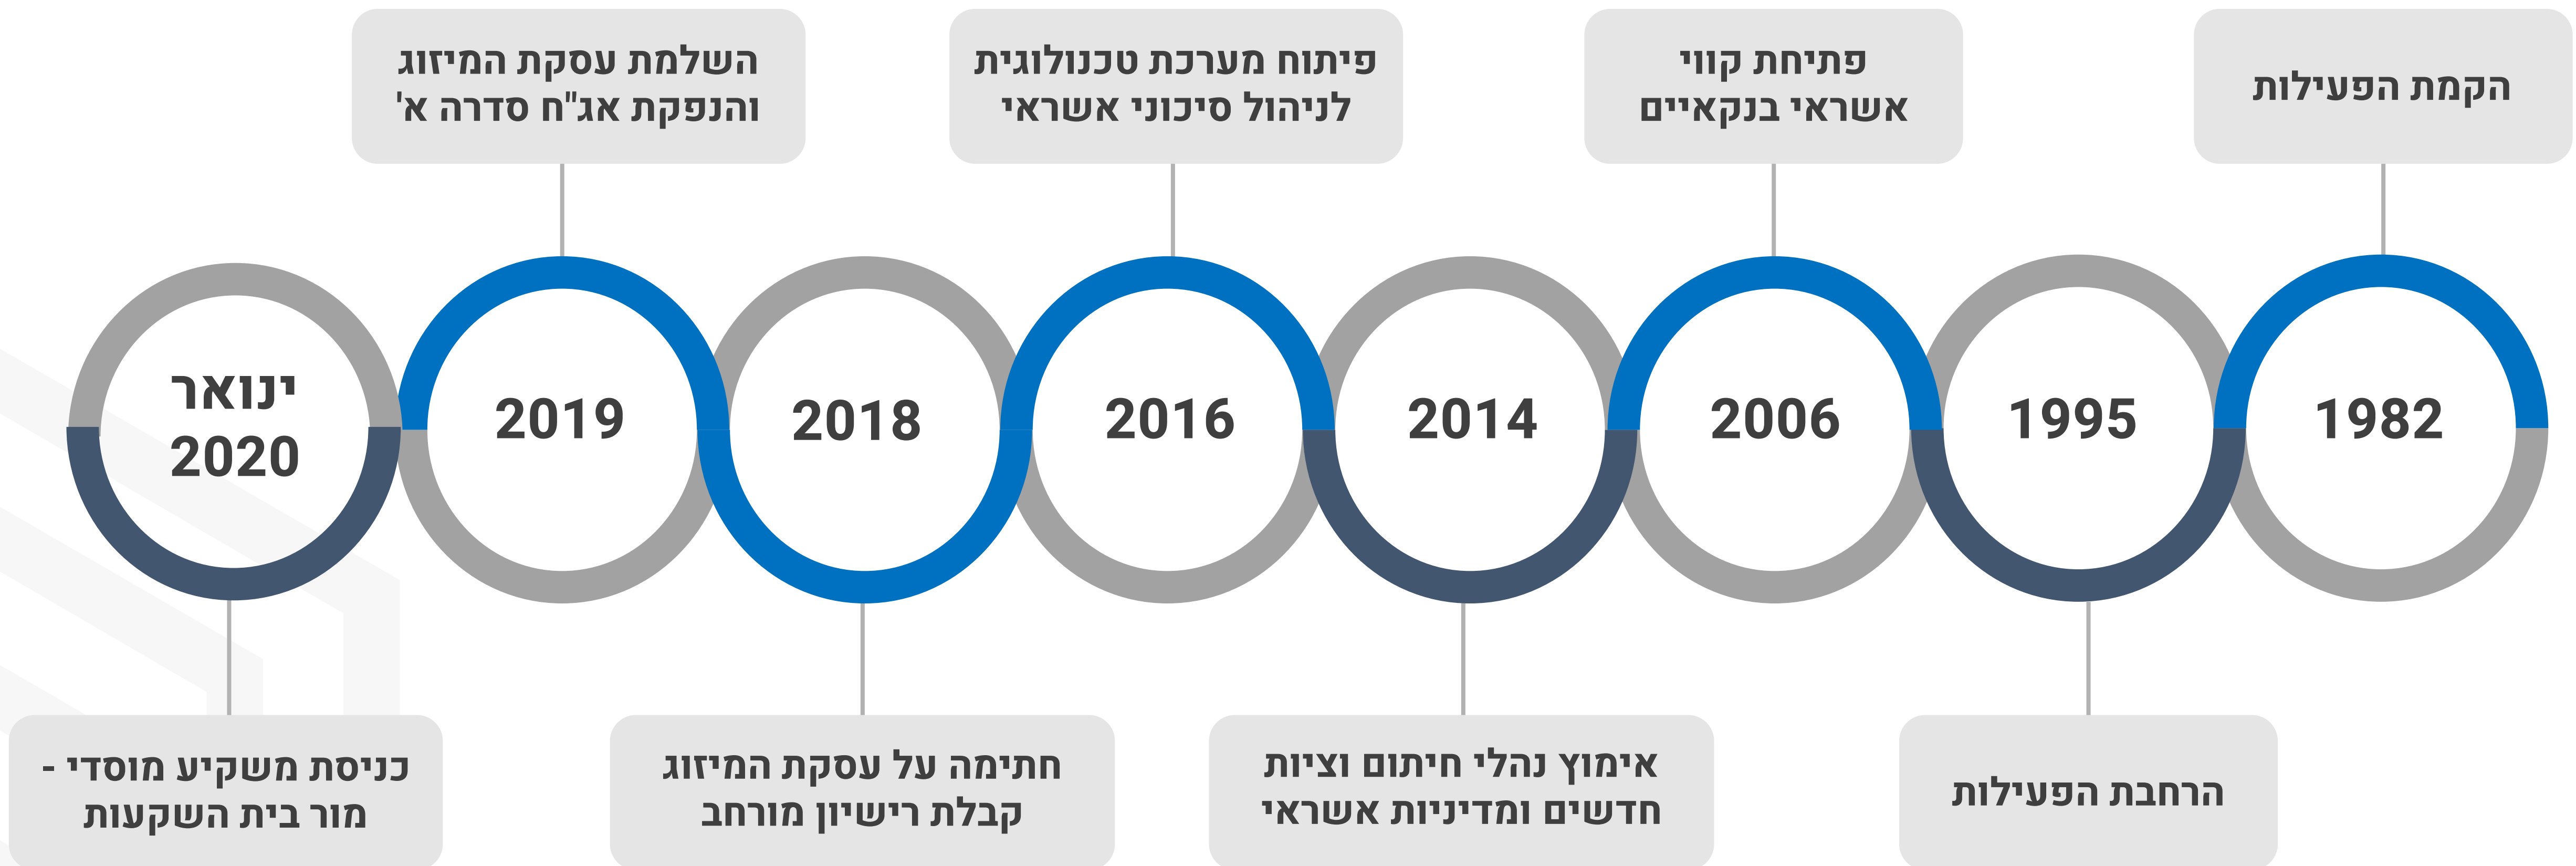 הקמת הפעילות
פתיחת קווי
אשראי בנקאיים
פיתוח מערכת טכנולוגית
לניהול סיכוני אשראי
השלמת עסקת המיזוג
והנפקת אג"ח סדרה א'
1982
1995
2006
2014
2016
2018
2019
ינואר
2020
הרחבת הפעילות
אימוץ נהלי חיתום וציות
חדשים ומדיניות אשראי
חתימה על עסקת המיזוג
קבלת רישיון מורחב
כניסת משקיע מוסדי -
מור בית השקעות